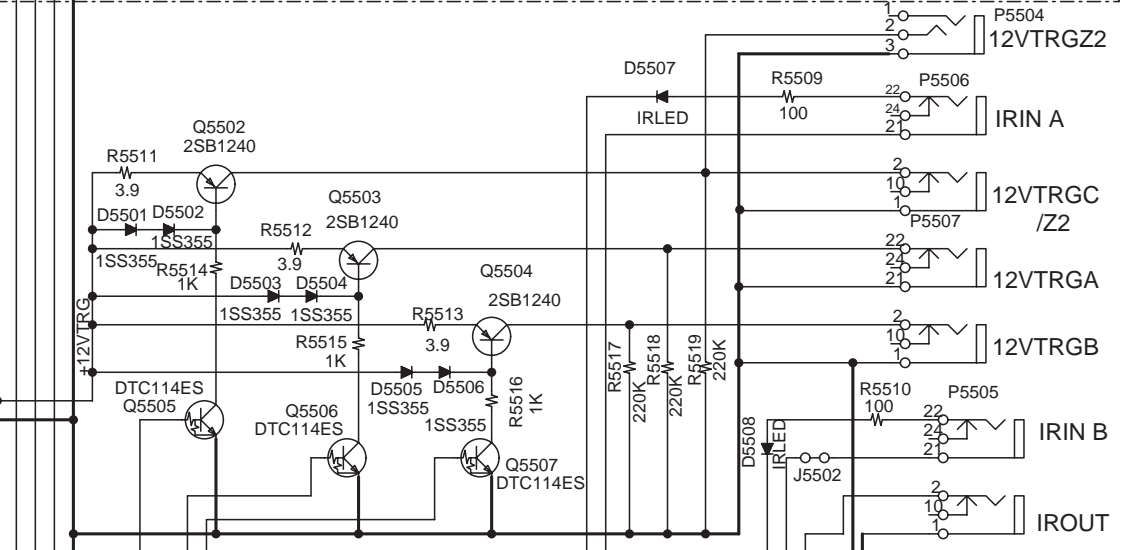 1
P5504
2
12VTRGZ2
3
D5507
R5509
P5506
22
IRLED
100
24
IRIN A
21
Q5502
2SB1240
R5511
3.9
2
10
12VTRGC
/Z2
1
P5507
Q5503
2SB1240
D5501
D5502
1SS355
1SS355
R5512
3.9
22
24
12VTRGA
21
R5514
1K
Q5504
2SB1240
D5503
D5504
1SS355
1SS355
+12VTRG
R5513
3.9
2
10
12VTRGB
1
R5515
1K
R5517
220K
R5518
220K
R5519
220K
D5505
D5506
1SS355
1SS355
R5516
1K
DTC114ES
Q5505
Q5506
DTC114ES
Q5507
DTC114ES
R5510
100
P5505
22
24
IRIN B
21
D5508
IRLED
J5502
2
10
IROUT
1